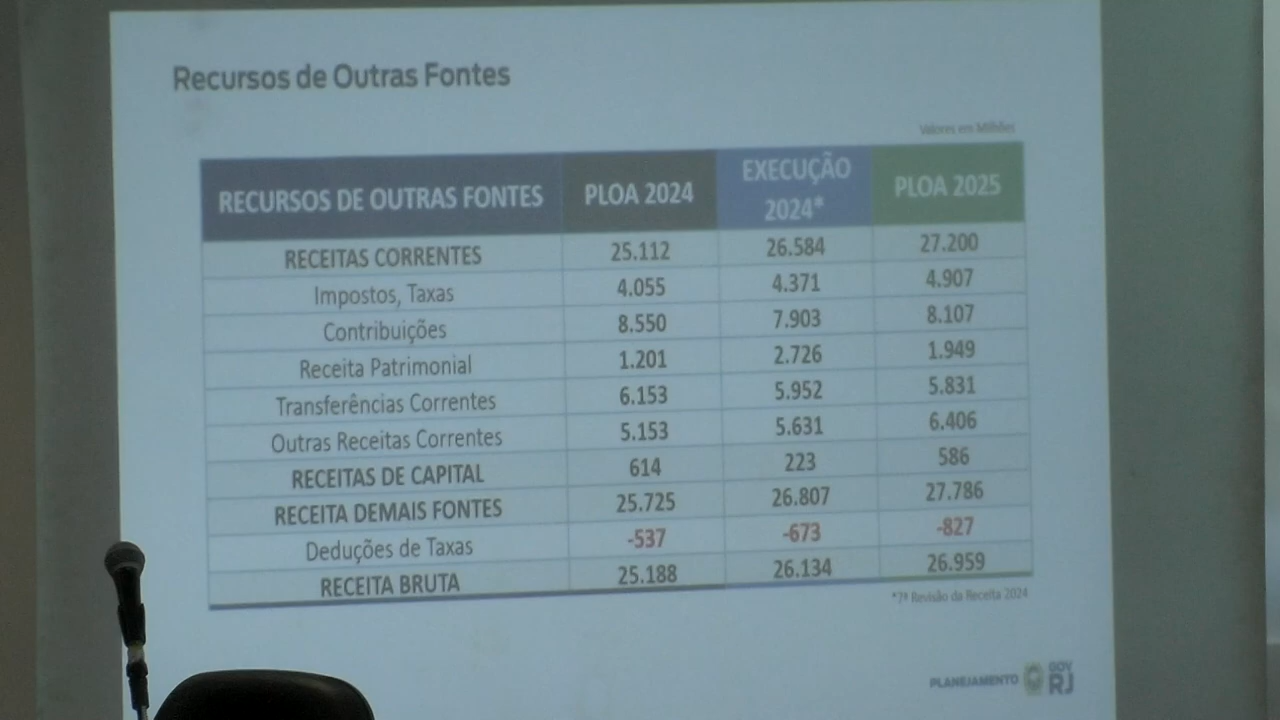 Recursos de Outras Fontes
Valores em Milhões
RECURSOS DE OUTRAS FONTES PLOA 2024 EXECUÇÃO 2024* PLOA 2025
RECEITAS CORRENTES 25.112 26.584 27.200
Impostos, Taxas 4.055 4.371 4.907
Contribuições 8.550 7.903 8.107
Receita Patrimonial 1.201 2.726 1.949
Transferências Correntes 6.153 5.952 5.831
Outras Receitas Correntes 5.153 5.631 6.406
RECEITAS DE CAPITAL 614 223 586
RECEITA DEMAIS FONTES 25.725 26.807 27.786
Deduções de Taxas -537 -673 -827
RECEITA BRUTA 25.188 26.134 26.959
*7ª Revisão da Receita 2024
PLANEJAMENTO GOV RJ